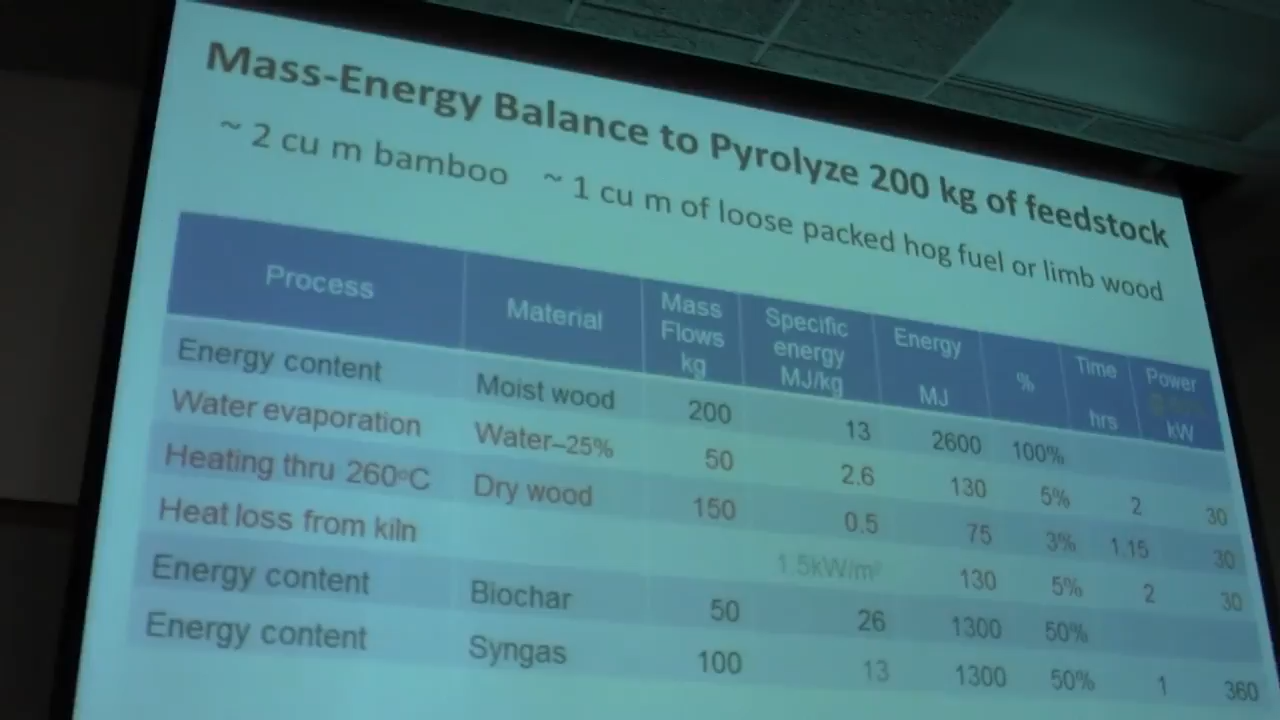 Mass-Energy Balance to Pyrolyze 200 kg of feedstock
~ 2 cu m bamboo ~ 1 cu m of loose packed hog fuel or limb wood
Process Material Mass Flows kg Specific energy MJ/kg Energy MJ % Time hrs Power kW
Energy content Moist wood 200 13 2600 100%
Water evaporation Water–25% 50 2.6 130 5% 2 30
Heating thru 260°C Dry wood 150 0.5 75 3% 1.15 30
Heat loss from kiln 1.5kW/m² 130 5% 2 30
Energy content Biochar 50 26 1300 50%
Energy content Syngas 100 13 1300 50% 1 360